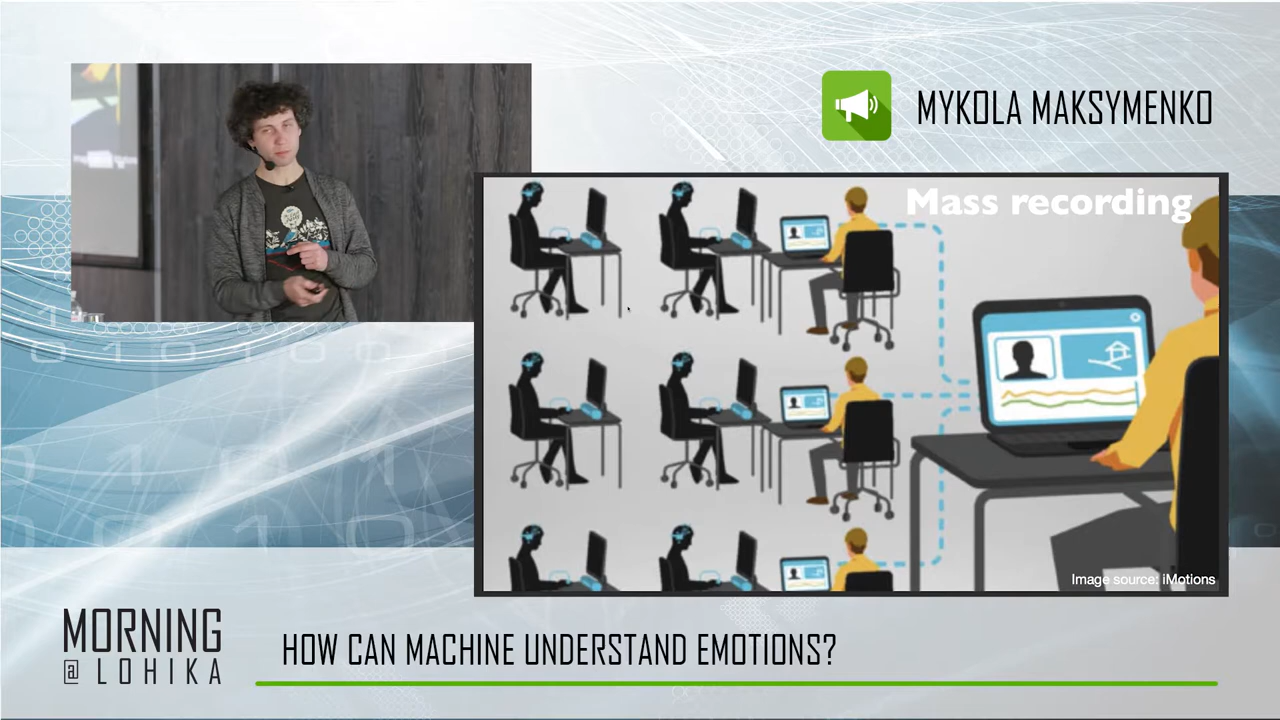 MYKOLA MAKSYMENKO
Mass recording
Image source: iMotions
MORNING
@ LOHIKA
HOW CAN MACHINE UNDERSTAND EMOTIONS?